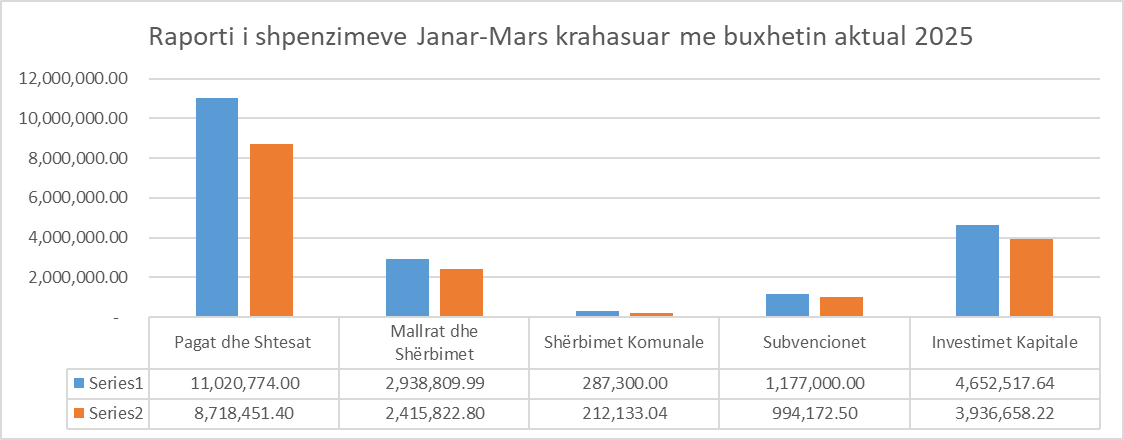 Raporti i shpenzimeve Janar-Mars krahasuar me buxhetin aktual 2025
12,000,000.00
10,000,000.00
8,000,000.00
6,000,000.00
4,000,000.00
2,000,000.00
-
Pagat dhe Shtesat
Mallrat dhe
Shërbimet
Shërbimet Komunale
Subvencionet
Investimet Kapitale
Series1 11,020,774.00 2,938,809.99 287,300.00 1,177,000.00 4,652,517.64
Series2 8,718,451.40 2,415,822.80 212,133.04 994,172.50 3,936,658.22